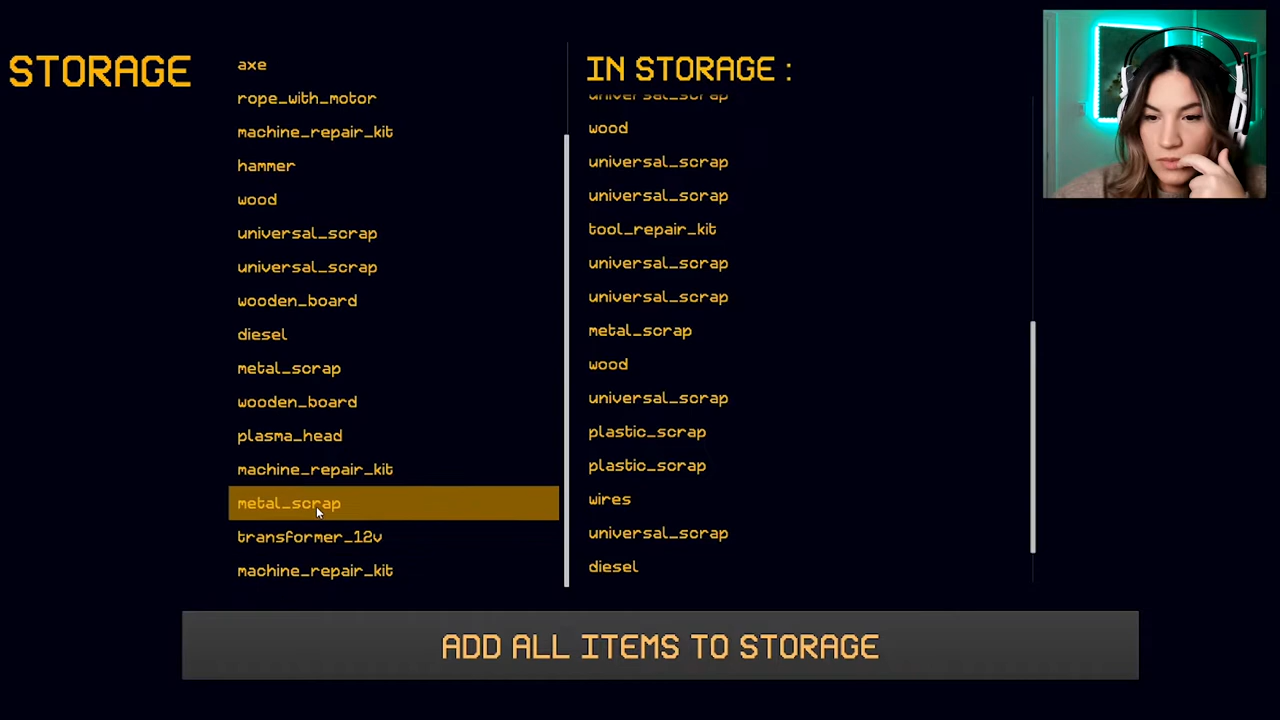 STORAGE
axe
rope_with_motor
machine_repair_kit
hammer
wood
universal_scrap
universal_scrap
wooden_board
diesel
metal_scrap
wooden_board
plasma_head
machine_repair_kit
metal_scrap
transformer_12v
machine_repair_kit
IN STORAGE :
universal_scrap
wood
universal_scrap
universal_scrap
tool_repair_kit
universal_scrap
universal_scrap
metal_scrap
wood
universal_scrap
plastic_scrap
plastic_scrap
wires
universal_scrap
diesel
ADD ALL ITEMS TO STORAGE